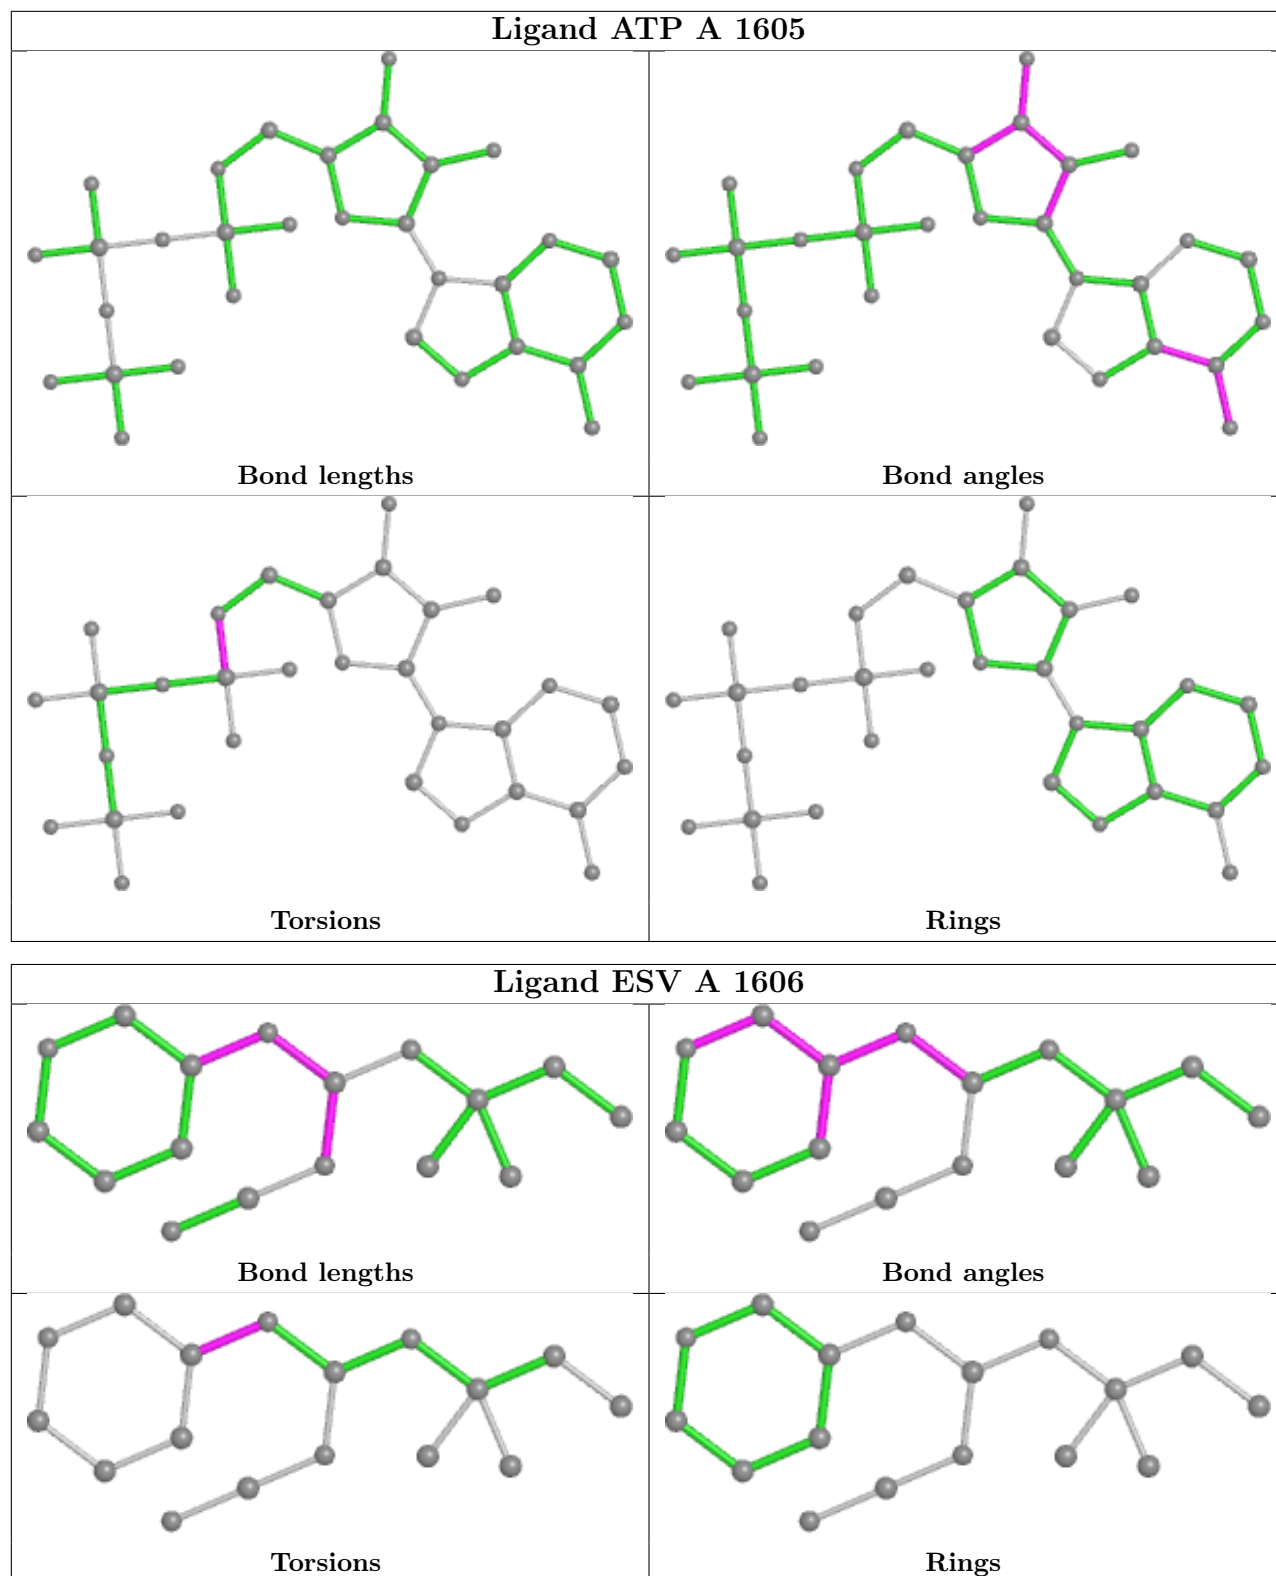 Ligand ATP A 1605
Bond lengths
Bond angles
Torsions
Rings
Ligand ESV A 1606
Bond lengths
Bond angles
Torsions
Rings